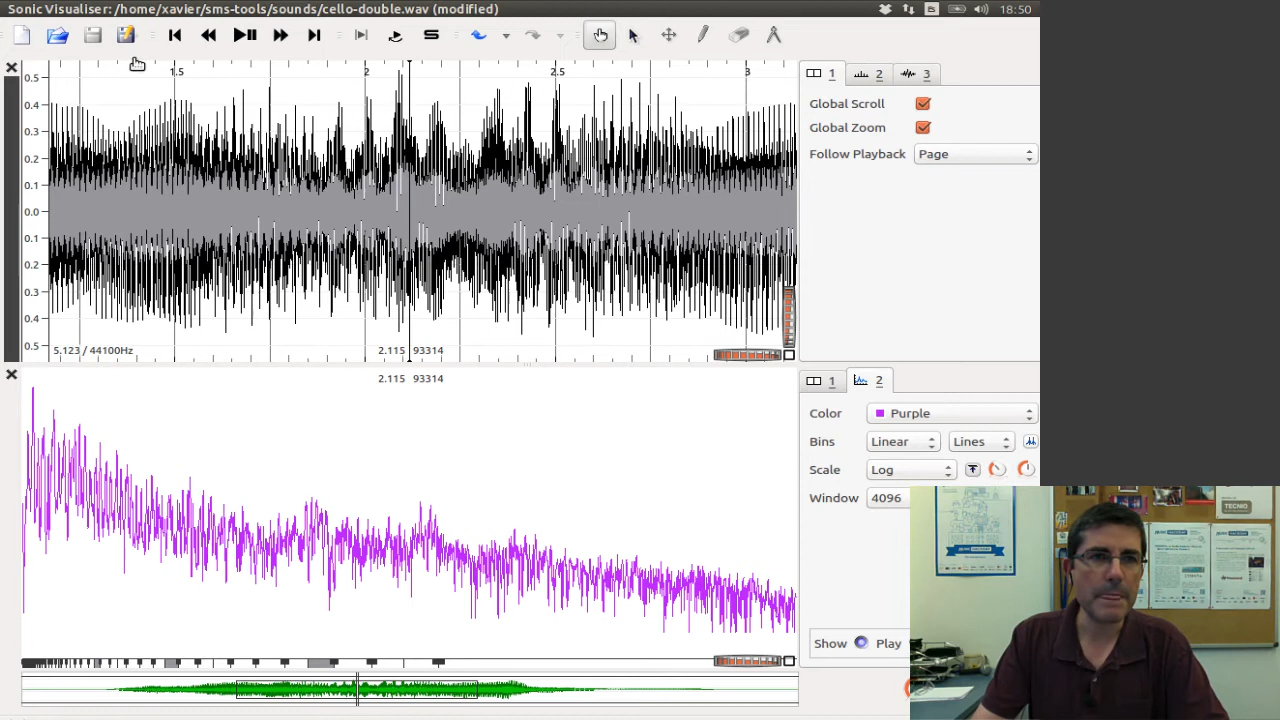 Sonic Visualiser: /home/xavier/sms-tools/sounds/cello-double.wav (modified)
Es
18:50
1.5
2
2.5
3
1
2
3
0.5
0.4
0.3
0.2
0.1
0.0
0.1
0.2
0.3
0.4
0.5
Global Scroll
Global Zoom
Follow Playback
Page
5.123 / 44100Hz
2.115 93314
2.115 93314
1
2
Color
Purple
Bins
Linear
Lines
Scale
Log
Window
4096
Show
Play
TECNIO